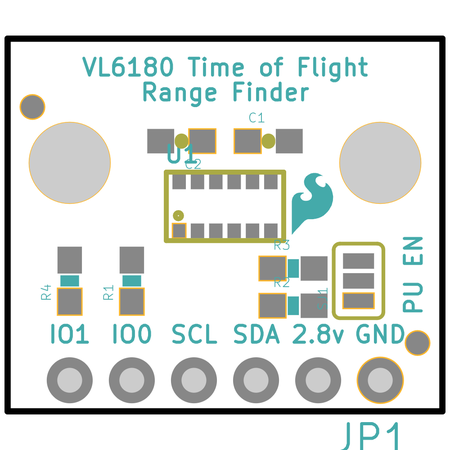 VL6180 Time of Flight
Range Finder
C1
U1
C2
R3
R2
R4
R1
PU EN
IO1 IO0 SCL SDA 2.8v GND
JP1